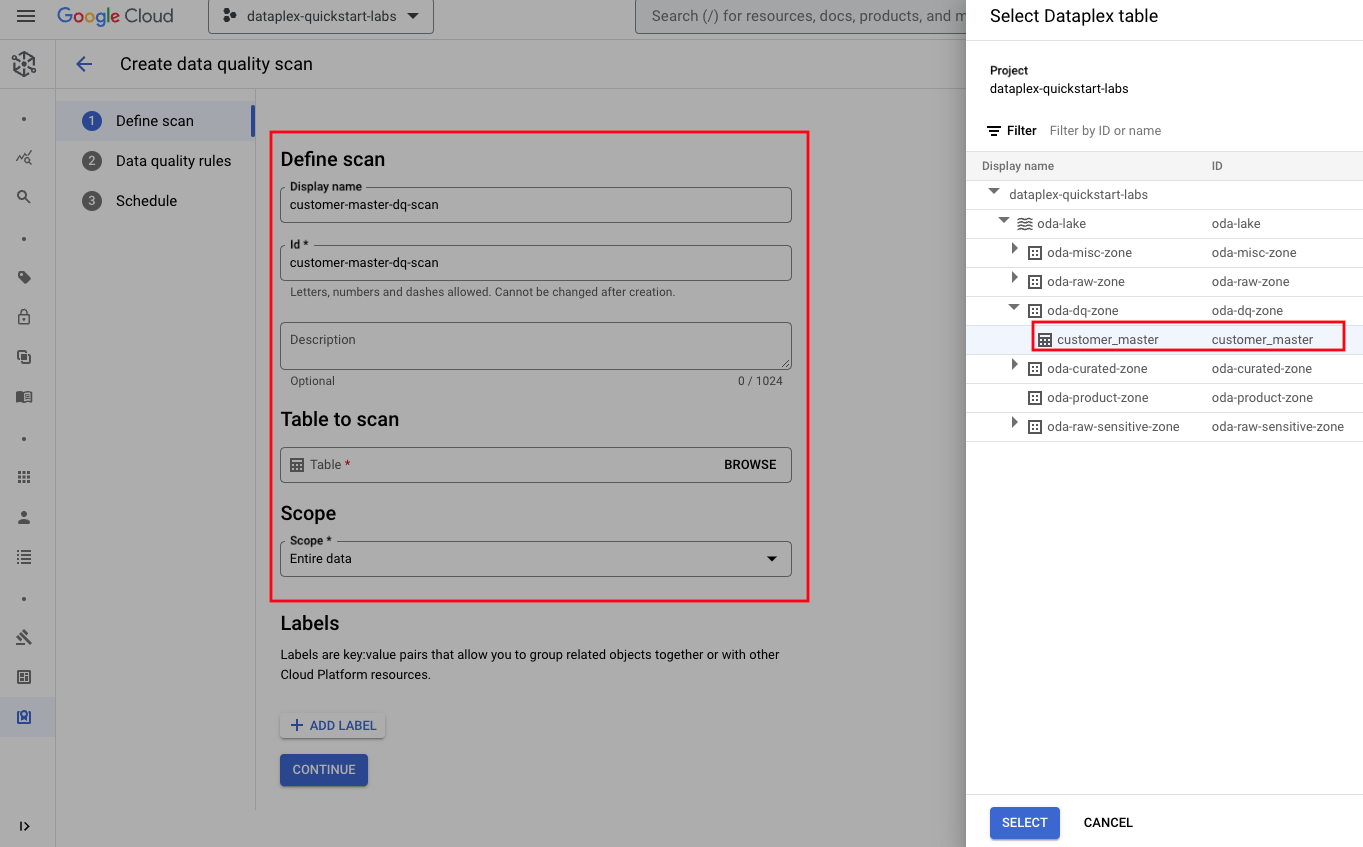 Google Cloud
dataplex-quickstart-labs
Search (/) for resources, docs, products, and m
Create data quality scan
1 Define scan
2 Data quality rules
3 Schedule
Define scan
Display name
customer-master-dq-scan
Id *
customer-master-dq-scan
Letters, numbers and dashes allowed. Cannot be changed after creation.
Description
Optional 0 / 1024
Table to scan
Table * BROWSE
Scope
Scope *
Entire data
Labels
Labels are key:value pairs that allow you to group related objects together or with other
Cloud Platform resources.
ADD LABEL
CONTINUE
Select Dataplex table
Project
dataplex-quickstart-labs
Filter Filter by ID or name
Display name ID
dataplex-quickstart-labs
oda-lake oda-lake
oda-misc-zone oda-misc-zone
oda-raw-zone oda-raw-zone
oda-dq-zone oda-dq-zone
customer_master customer_master
oda-curated-zone oda-curated-zone
oda-product-zone oda-product-zone
oda-raw-sensitive-zone oda-raw-sensitive-zone
SELECT CANCEL